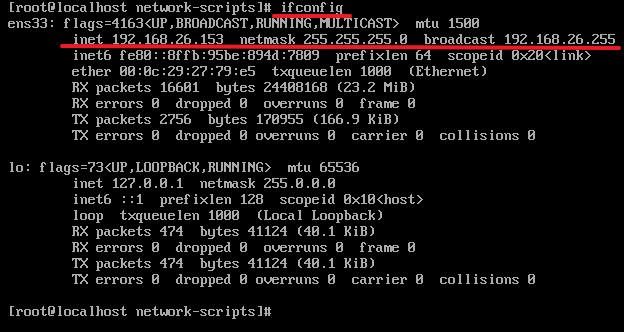 [root@localhost network-scripts]# ifconfig
ens33: flags=4163<UP,BROADCAST,RUNNING,MULTICAST>  mtu 1500
        inet 192.168.26.153  netmask 255.255.255.0  broadcast 192.168.26.255
        inet6 fe80::8ffb:95be:894d:7809  prefixlen 64  scopeid 0x20<link>
        ether 00:0c:29:27:79:e5  txqueuelen 1000  (Ethernet)
        RX packets 16601  bytes 24408168 (23.2 MiB)
        RX errors 0  dropped 0  overruns 0  frame 0
        TX packets 2756  bytes 170955 (166.9 KiB)
        TX errors 0  dropped 0 overruns 0  carrier 0  collisions 0

lo: flags=73<UP,LOOPBACK,RUNNING>  mtu 65536
        inet 127.0.0.1  netmask 255.0.0.0
        inet6 ::1  prefixlen 128  scopeid 0x10<host>
        loop  txqueuelen 1000  (Local Loopback)
        RX packets 474  bytes 41124 (40.1 KiB)
        RX errors 0  dropped 0  overruns 0  frame 0
        TX packets 474  bytes 41124 (40.1 KiB)
        TX errors 0  dropped 0 overruns 0  carrier 0  collisions 0

[root@localhost network-scripts]#